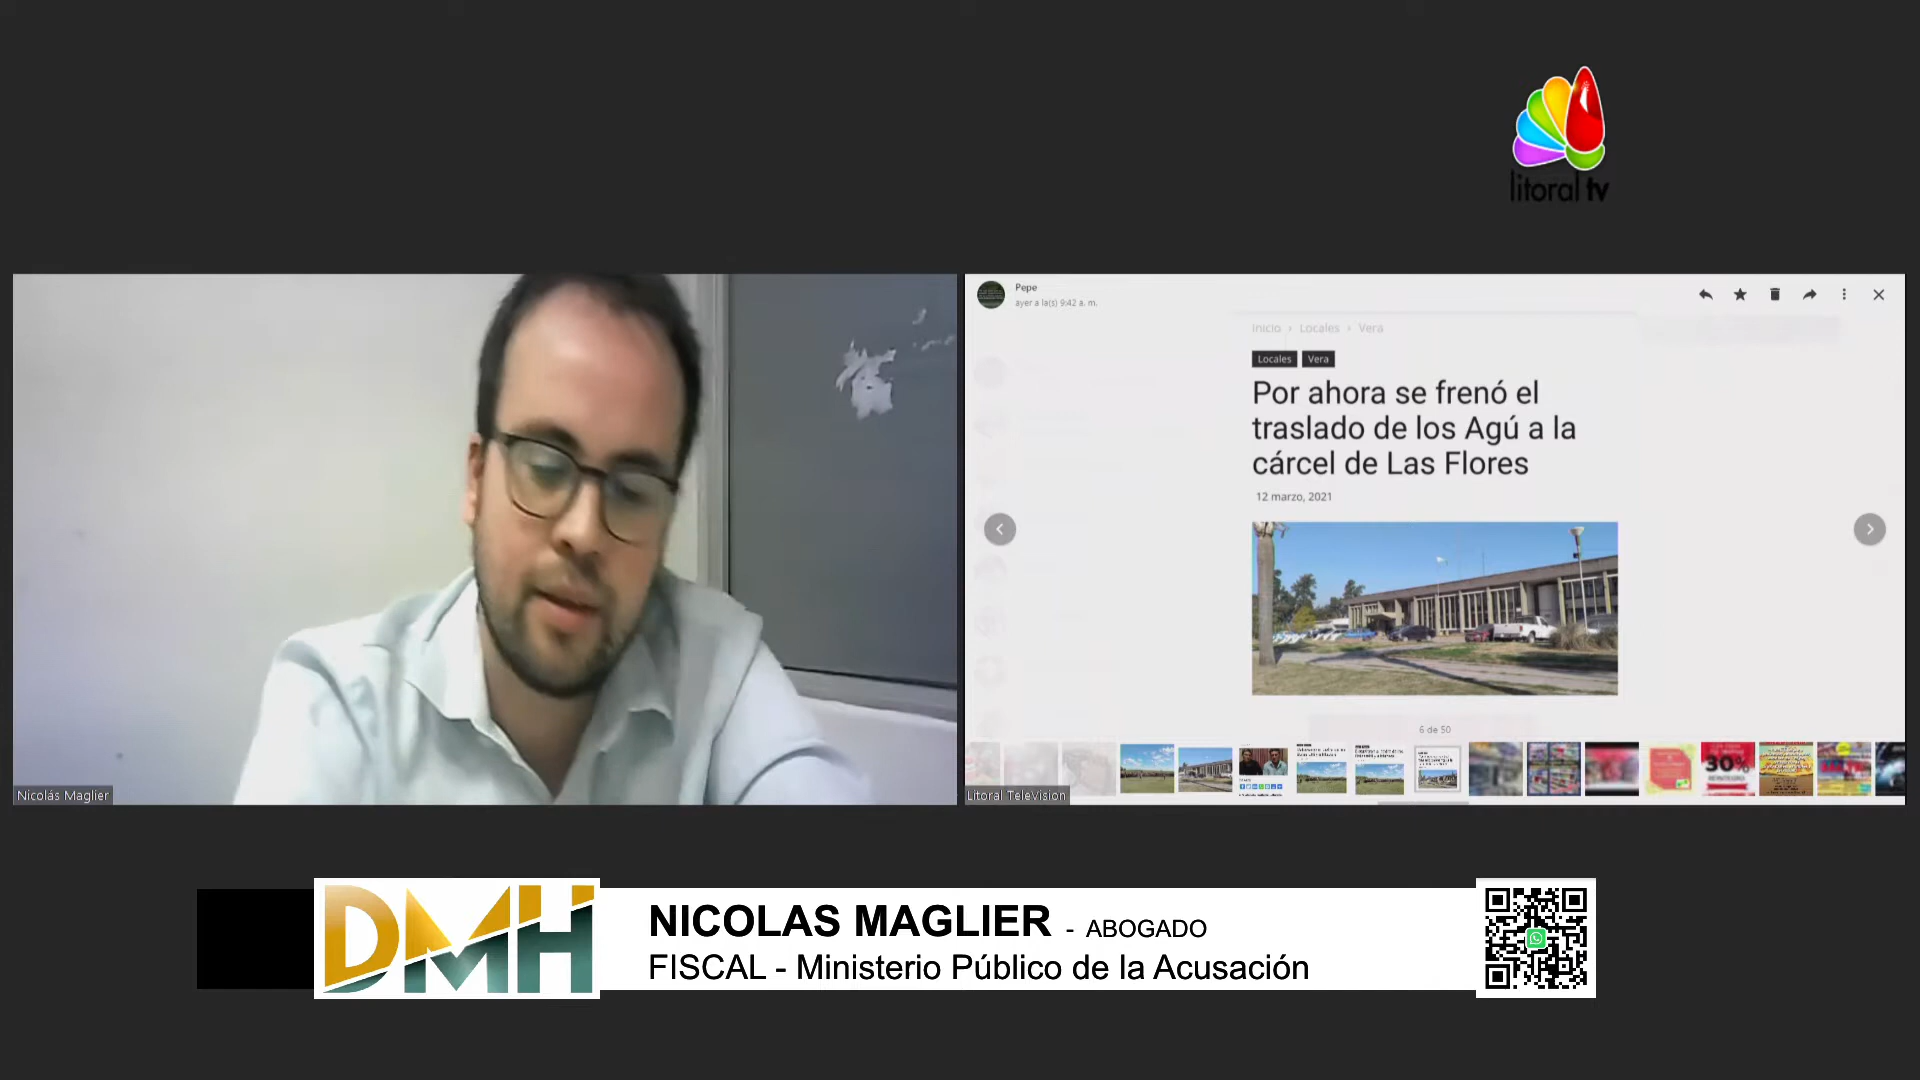 litoral tv
Pepe
ayer a la(s) 9:42 a. m.
Inicio › Locales › Vera
Locales Vera
Por ahora se frenó el
traslado de los Agú a la
cárcel de Las Flores
12 marzo, 2021
6 de 50
30%
Nicolás Maglier
Litoral TeleVision
DMH
NICOLAS MAGLIER - ABOGADO
FISCAL - Ministerio Público de la Acusación